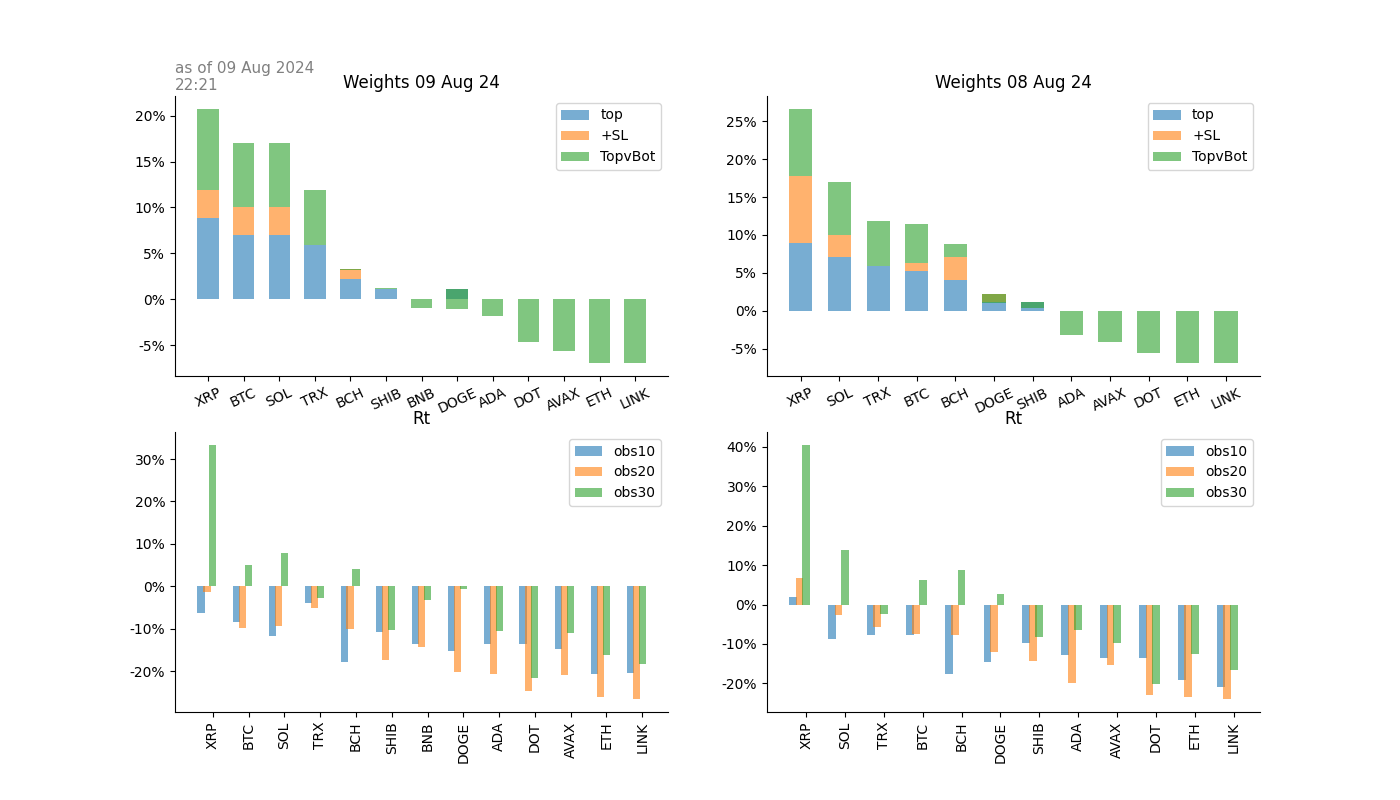 as of 09 Aug 2024
22:21
Weights 09 Aug 24
20%
15%
10%
5%
0%
-5%
top
+SL
TopvBot
XRP BTC SOL TRX BCH SHIB BNB DOGE ADA DOT AVAX ETH LINK
Weights 08 Aug 24
25%
20%
15%
10%
5%
0%
-5%
top
+SL
TopvBot
XRP SOL TRX BTC BCH DOGE SHIB ADA AVAX DOT ETH LINK
Rt
30%
20%
10%
0%
-10%
-20%
obs10
obs20
obs30
XRP BTC SOL TRX BCH SHIB BNB DOGE ADA DOT AVAX ETH LINK
Rt
40%
30%
20%
10%
0%
-10%
-20%
obs10
obs20
obs30
XRP SOL TRX BTC BCH DOGE SHIB ADA AVAX DOT ETH LINK